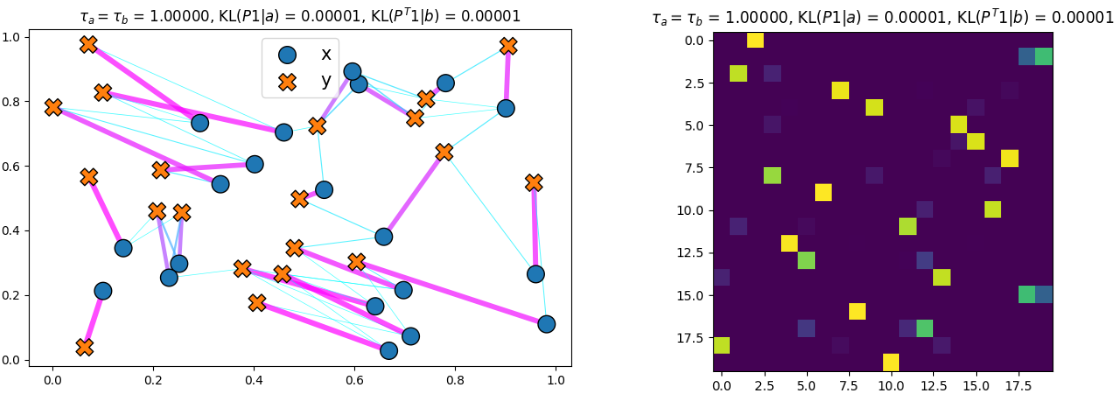 τₐ = τ_b = 1.00000, KL(P1|a) = 0.00001, KL(Pᵀ1|b) = 0.00001
1.0
0.8
0.6
0.4
0.2
0.0
0.0 0.2 0.4 0.6 0.8 1.0
x
y
τₐ = τ_b = 1.00000, KL(P1|a) = 0.00001, KL(Pᵀ1|b) = 0.00001
0.0
2.5
5.0
7.5
10.0
12.5
15.0
17.5
0.0 2.5 5.0 7.5 10.0 12.5 15.0 17.5